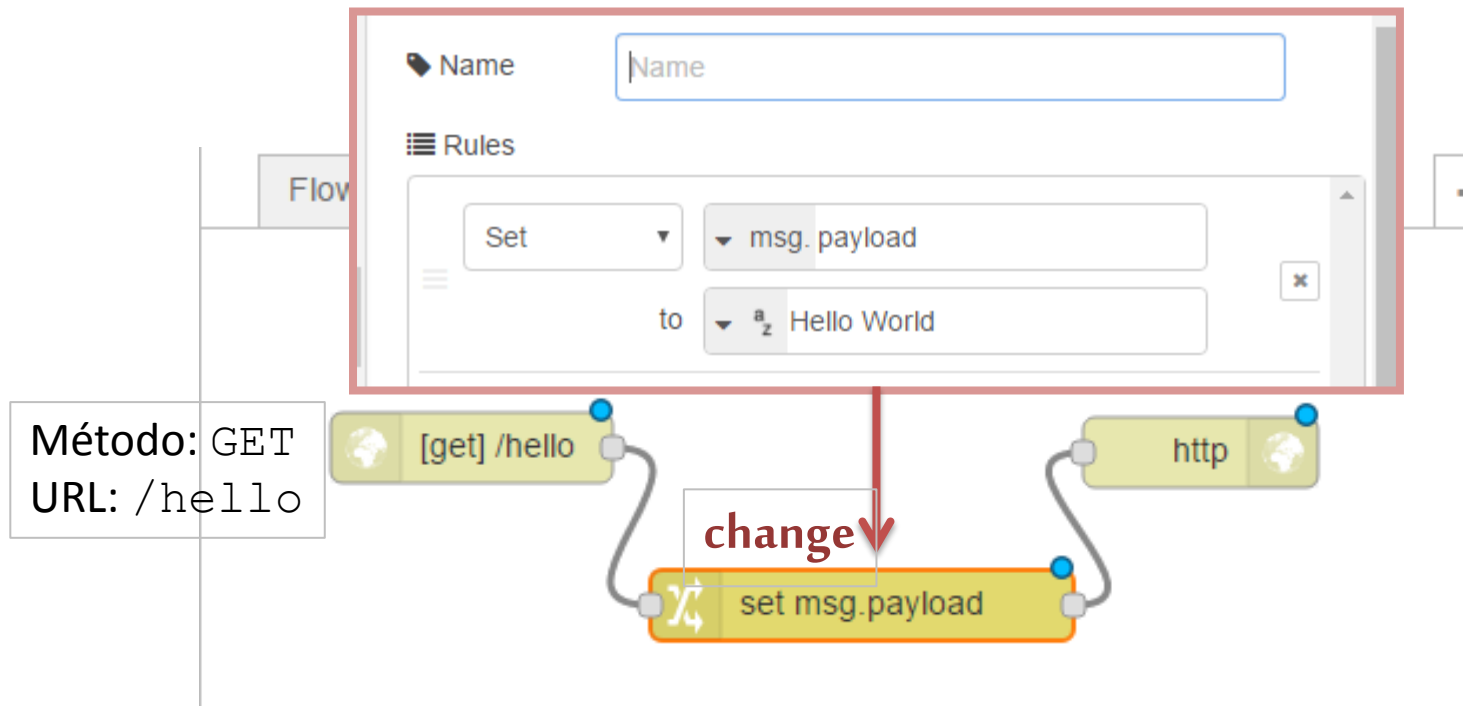 Name
Name
Rules
Flow
Set
msg. payload
to
az Hello World
Método: GET
URL: /hello
[get] /hello
http
change
set msg.payload